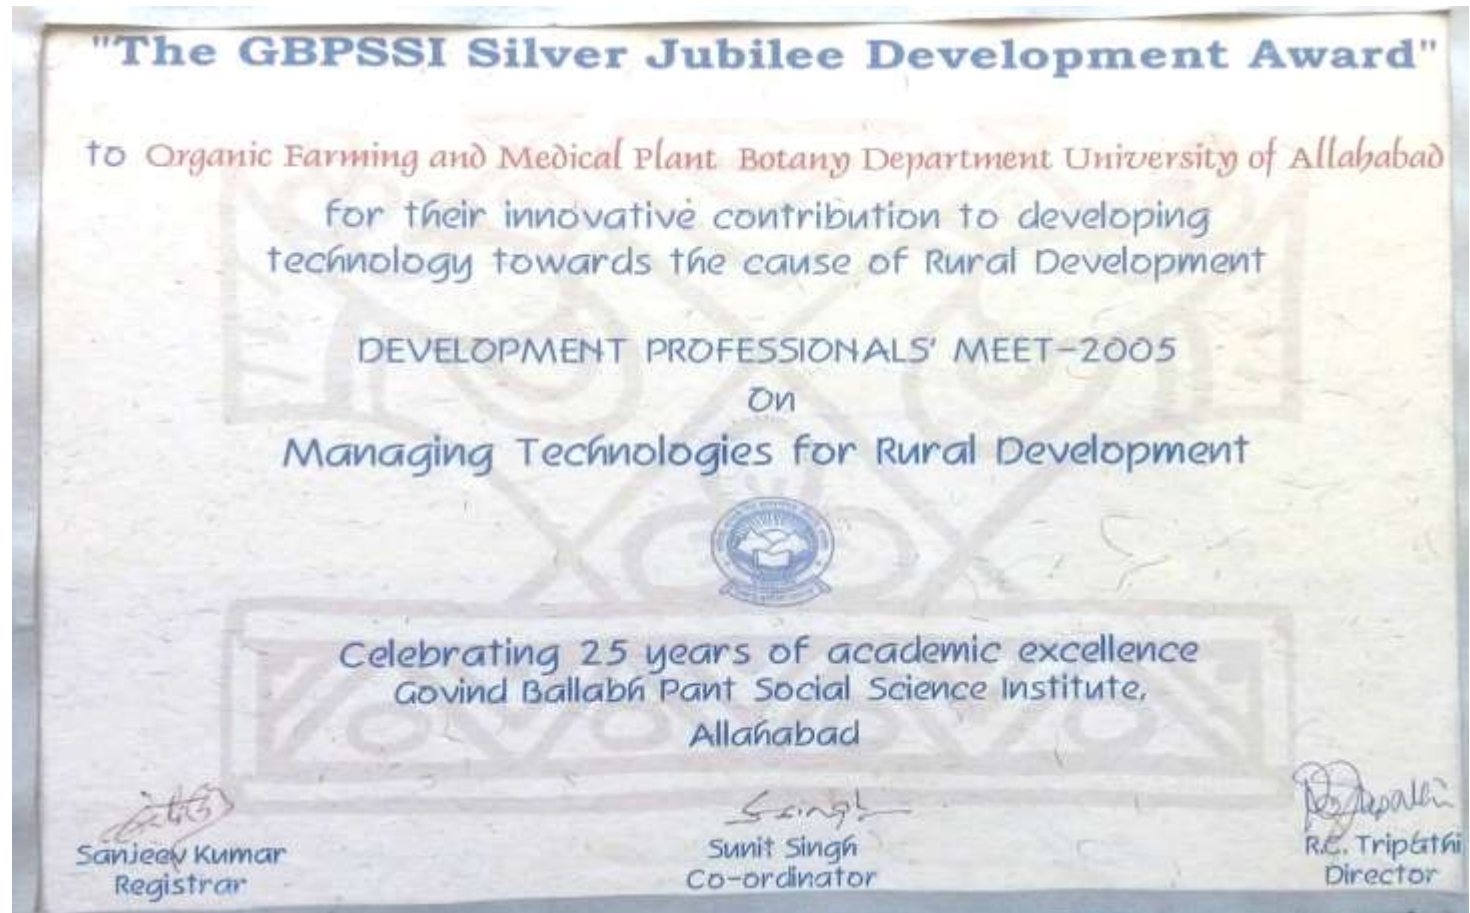 "The GBPSSI Silver Jubilee Development Award"
to Organic Farming and Medical Plant Botany Department University of Allahabad
for their innovative contribution to developing
technology towards the cause of Rural Development
DEVELOPMENT PROFESSIONALS' MEET-2005
On
Managing Technologies for Rural Development
Celebrating 25 years of academic excellence
Govind Ballabh Pant Social Science Institute,
Allahabad
Singh
Sanjeev Kumar
Registrar
Sunit Singh
Co-ordinator
R.C. Tripathi
Director